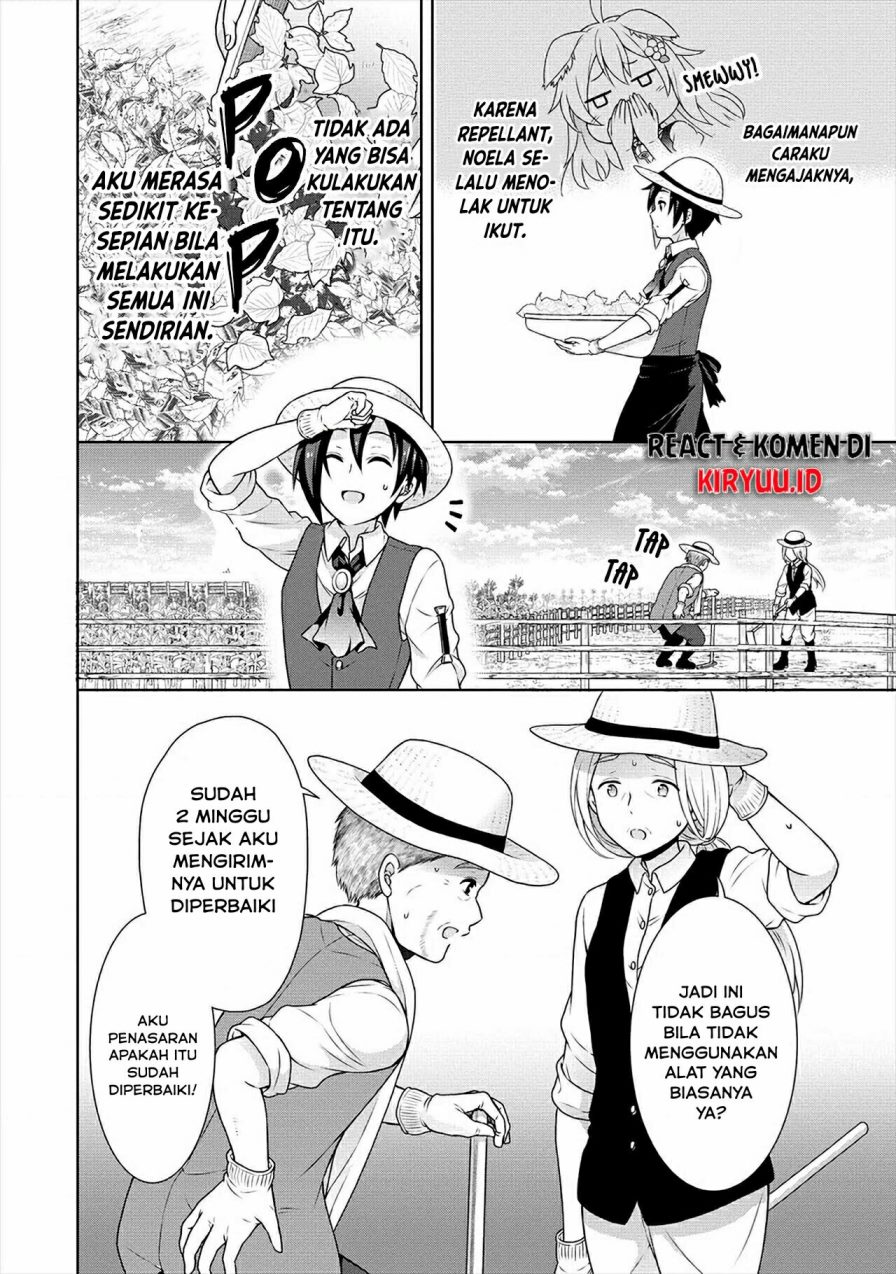 BAGAIMANAPUN
CARAKU
MENGAJAKNYA,
SMEWWY!
KARENA
REPELLANT,
NOELA SE-
LALU MENO-
LAK UNTUK
IKUT.
TIDAK ADA
YANG BISA
KULAKUKAN
TENTANG
ITU.
POP
AKU MERASA
SEDIKIT KE-
SEPIAN BILA
MELAKUKAN
SEMUA INI
SENDIRIAN.
REACT & KOMEN DI
KIRYUU.ID
TAP
TAP
JADI INI
TIDAK BAGUS
BILA TIDAK
MENGGUNAKAN
ALAT YANG
BIASANYA
YA?
SUDAH
2 MINGGU
SEJAK AKU
MENGIRIM-
NYA UNTUK
DIPERBAIKI
AKU
PENASARAN
APAKAH ITU
SUDAH
DIPERBAIKI!